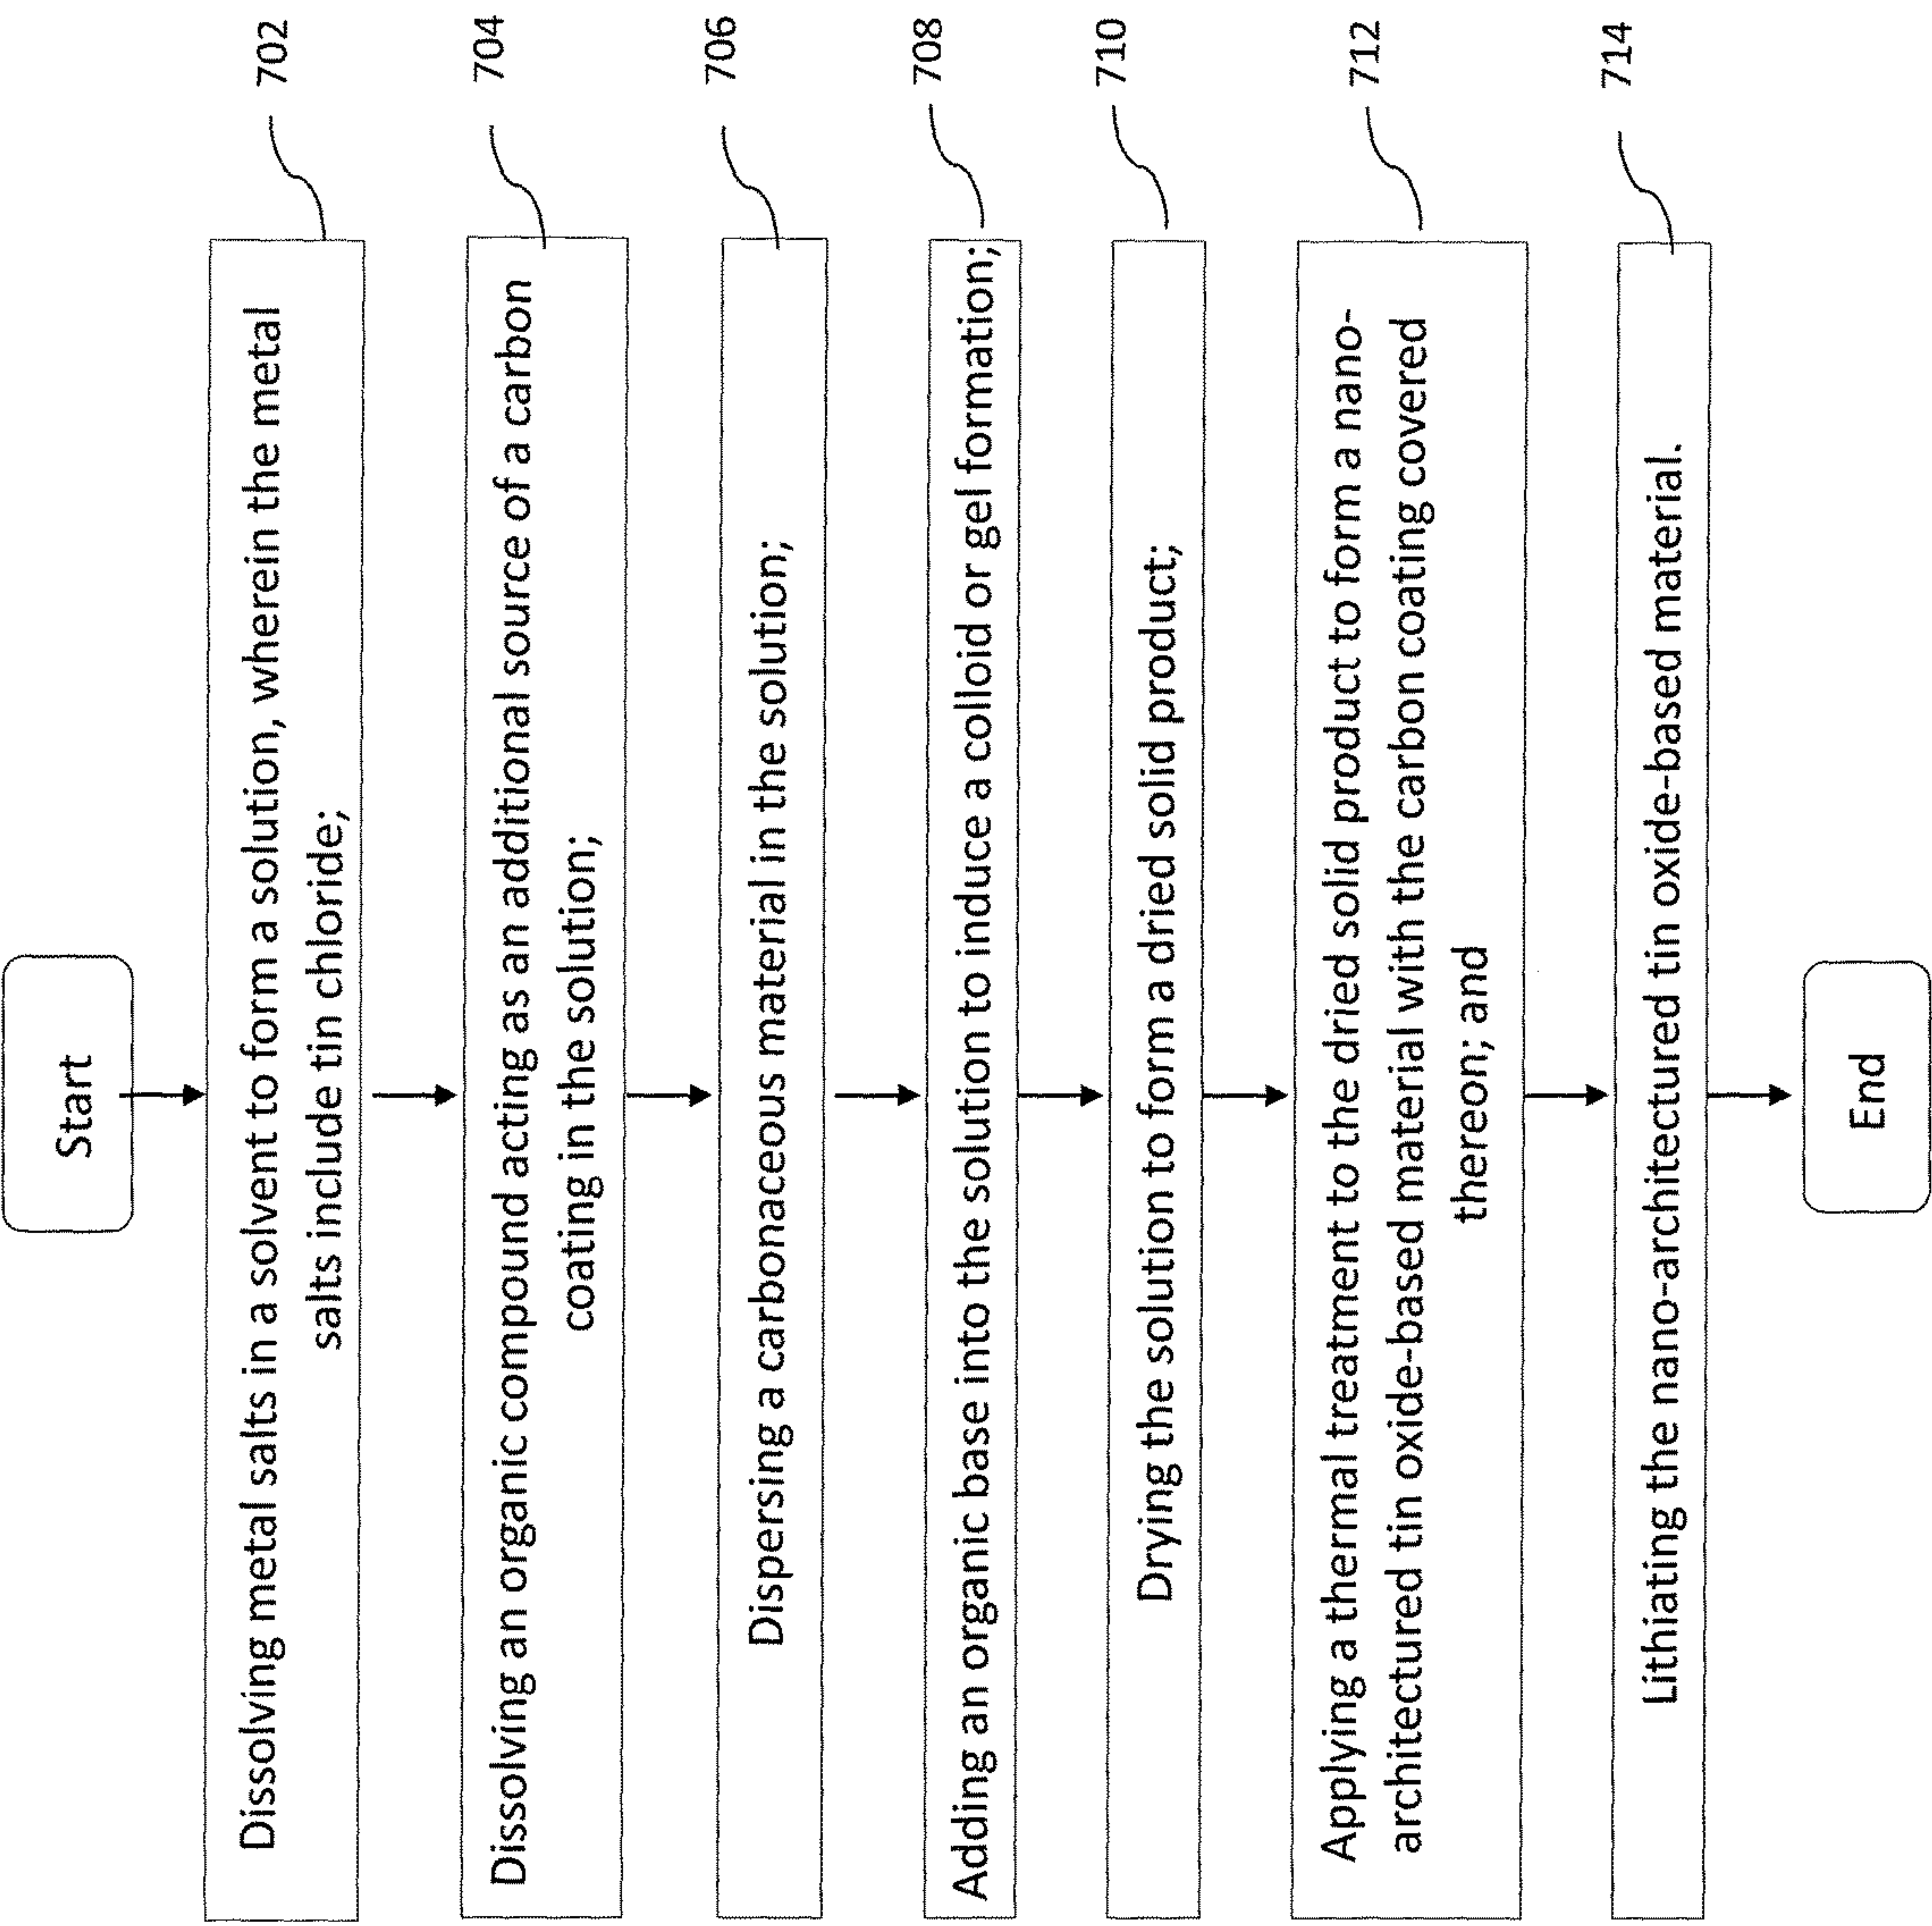 Start
Dissolving metal salts in a solvent to form a solution, wherein the metal
salts include tin chloride;
702
Dissolving an organic compound acting as an additional source of a carbon
coating in the solution;
704
Dispersing a carbonaceous material in the solution;
706
Adding an organic base into the solution to induce a colloid or gel formation;
708
Drying the solution to form a dried solid product;
710
Applying a thermal treatment to the dried solid product to form a nano-
architectured tin oxide-based material with the carbon coating covered
thereon; and
712
Lithiating the nano-architectured tin oxide-based material.
714
End